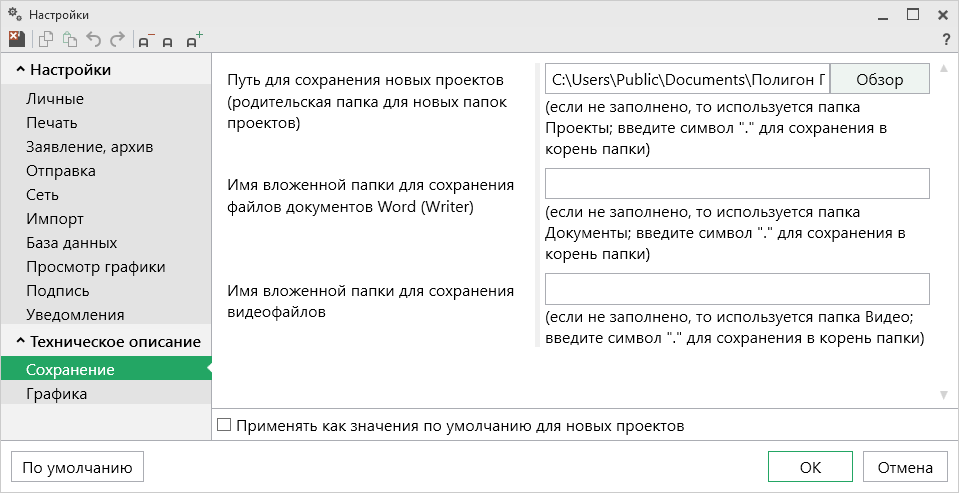 Настройки
?
Настройки
Личные
Печать
Заявление, архив
Отправка
Сеть
Импорт
База данных
Просмотр графики
Подпись
Уведомления
Техническое описание
Сохранение
Графика
Путь для сохранения новых проектов
(родительская папка для новых папок
проектов)
C:\Users\Public\Documents\Полигон П
Обзор
(если не заполнено, то используется папка
Проекты; введите символ "." для сохранения в
корень папки)
Имя вложенной папки для сохранения
файлов документов Word (Writer)
(если не заполнено, то используется папка
Документы; введите символ "." для сохранения в
корень папки)
Имя вложенной папки для сохранения
видеофайлов
(если не заполнено, то используется папка Видео;
введите символ "." для сохранения в корень папки)
Применять как значения по умолчанию для новых проектов
По умолчанию
ОК
Отмена